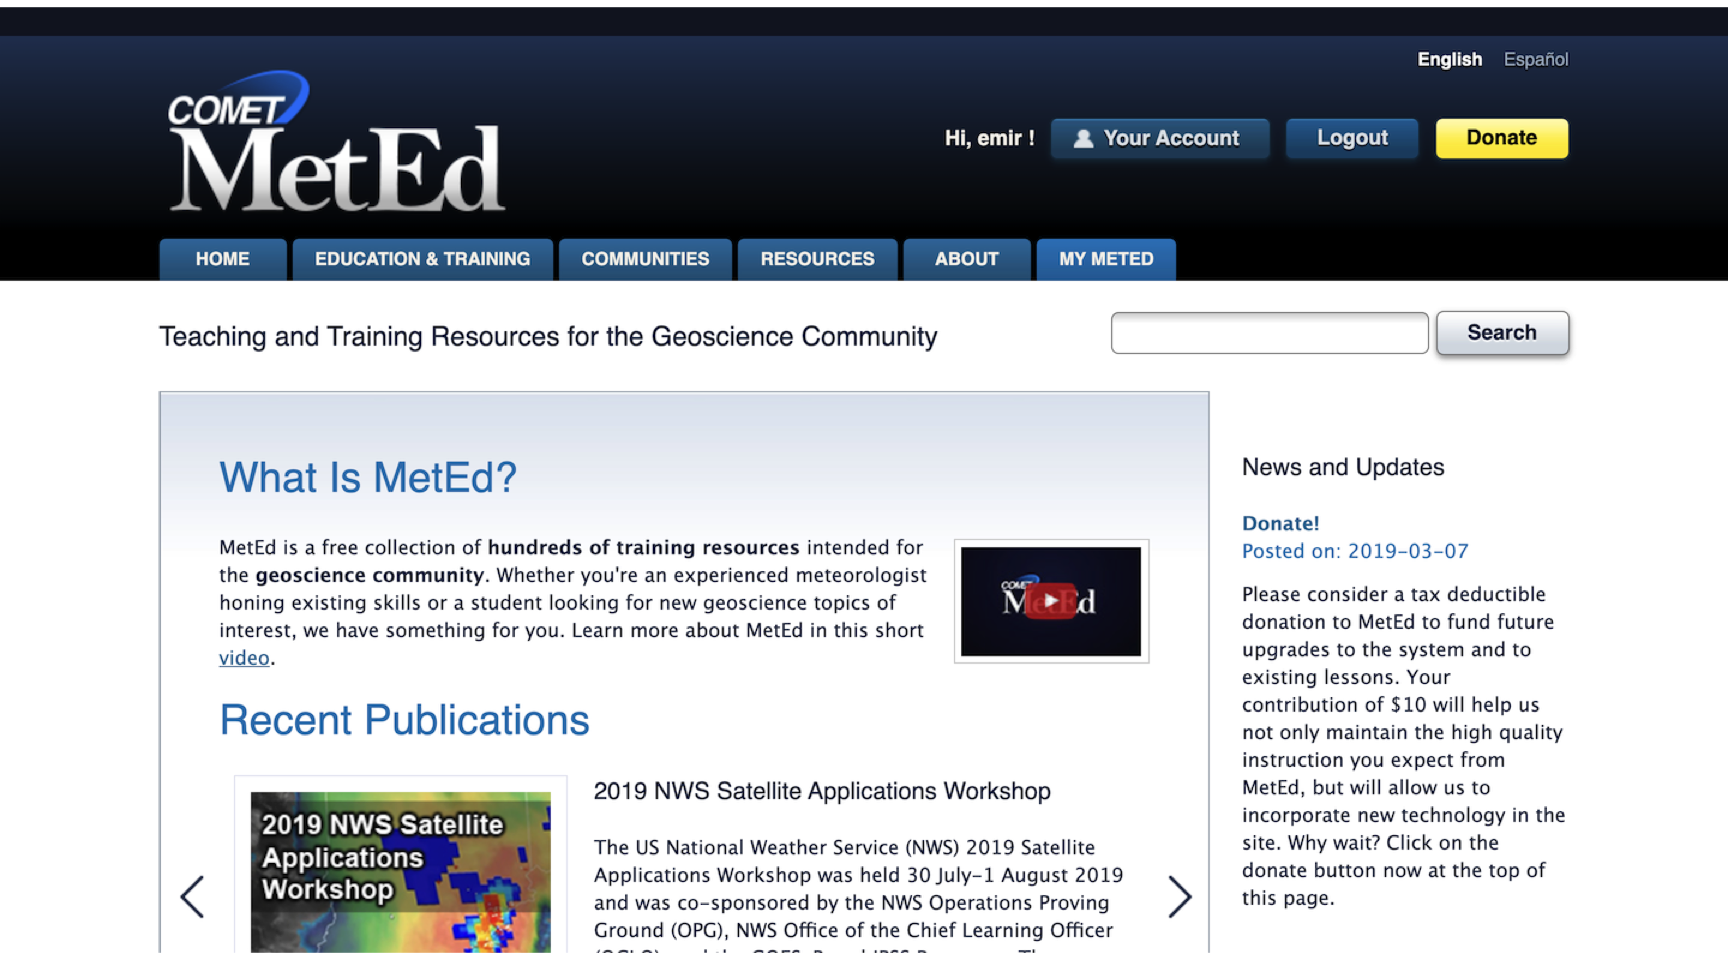 English Español
COMET
MetEd
Hi, emir ! Your Account Logout Donate
HOME EDUCATION & TRAINING COMMUNITIES RESOURCES ABOUT MY METED
Teaching and Training Resources for the Geoscience Community
Search
What Is MetEd?
MetEd is a free collection of hundreds of training resources intended for
the geoscience community. Whether you're an experienced meteorologist
honing existing skills or a student looking for new geoscience topics of
interest, we have something for you. Learn more about MetEd in this short
video.
COMET
MetEd
Recent Publications
2019 NWS Satellite
Applications
Workshop
2019 NWS Satellite Applications Workshop
The US National Weather Service (NWS) 2019 Satellite
Applications Workshop was held 30 July–1 August 2019
and was co-sponsored by the NWS Operations Proving
Ground (OPG), NWS Office of the Chief Learning Officer
News and Updates
Donate!
Posted on: 2019-03-07
Please consider a tax deductible
donation to MetEd to fund future
upgrades to the system and to
existing lessons. Your
contribution of $10 will help us
not only maintain the high quality
instruction you expect from
MetEd, but will allow us to
incorporate new technology in the
site. Why wait? Click on the
donate button now at the top of
this page.